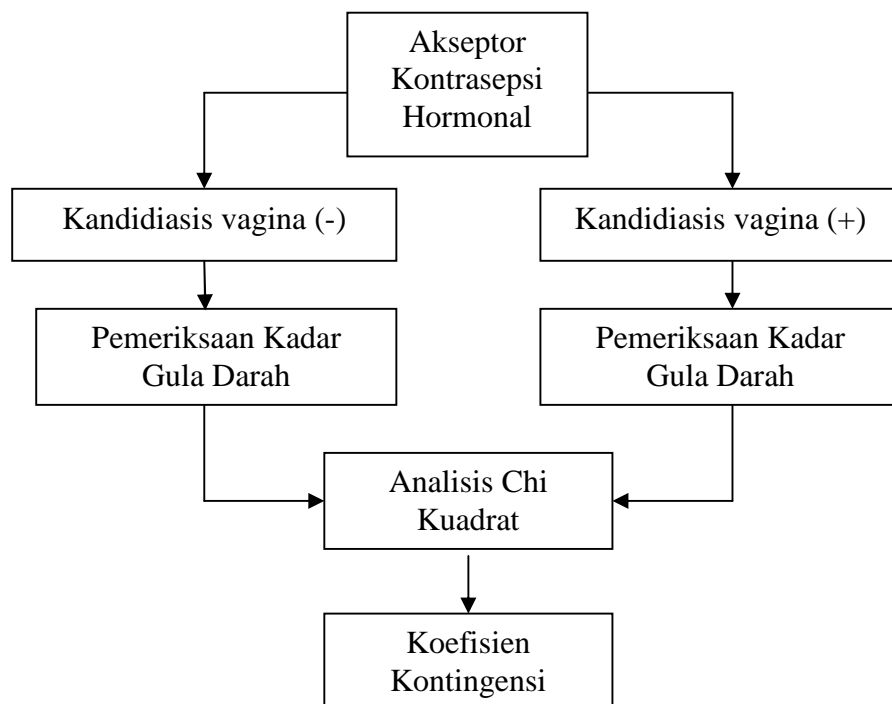 Akseptor
Kontrasepsi
Hormonal
Kandidiasis vagina (-)
Kandidiasis vagina (+)
Pemeriksaan Kadar
Gula Darah
Pemeriksaan Kadar
Gula Darah
Analisis Chi
Kuadrat
Koefisien
Kontingensi